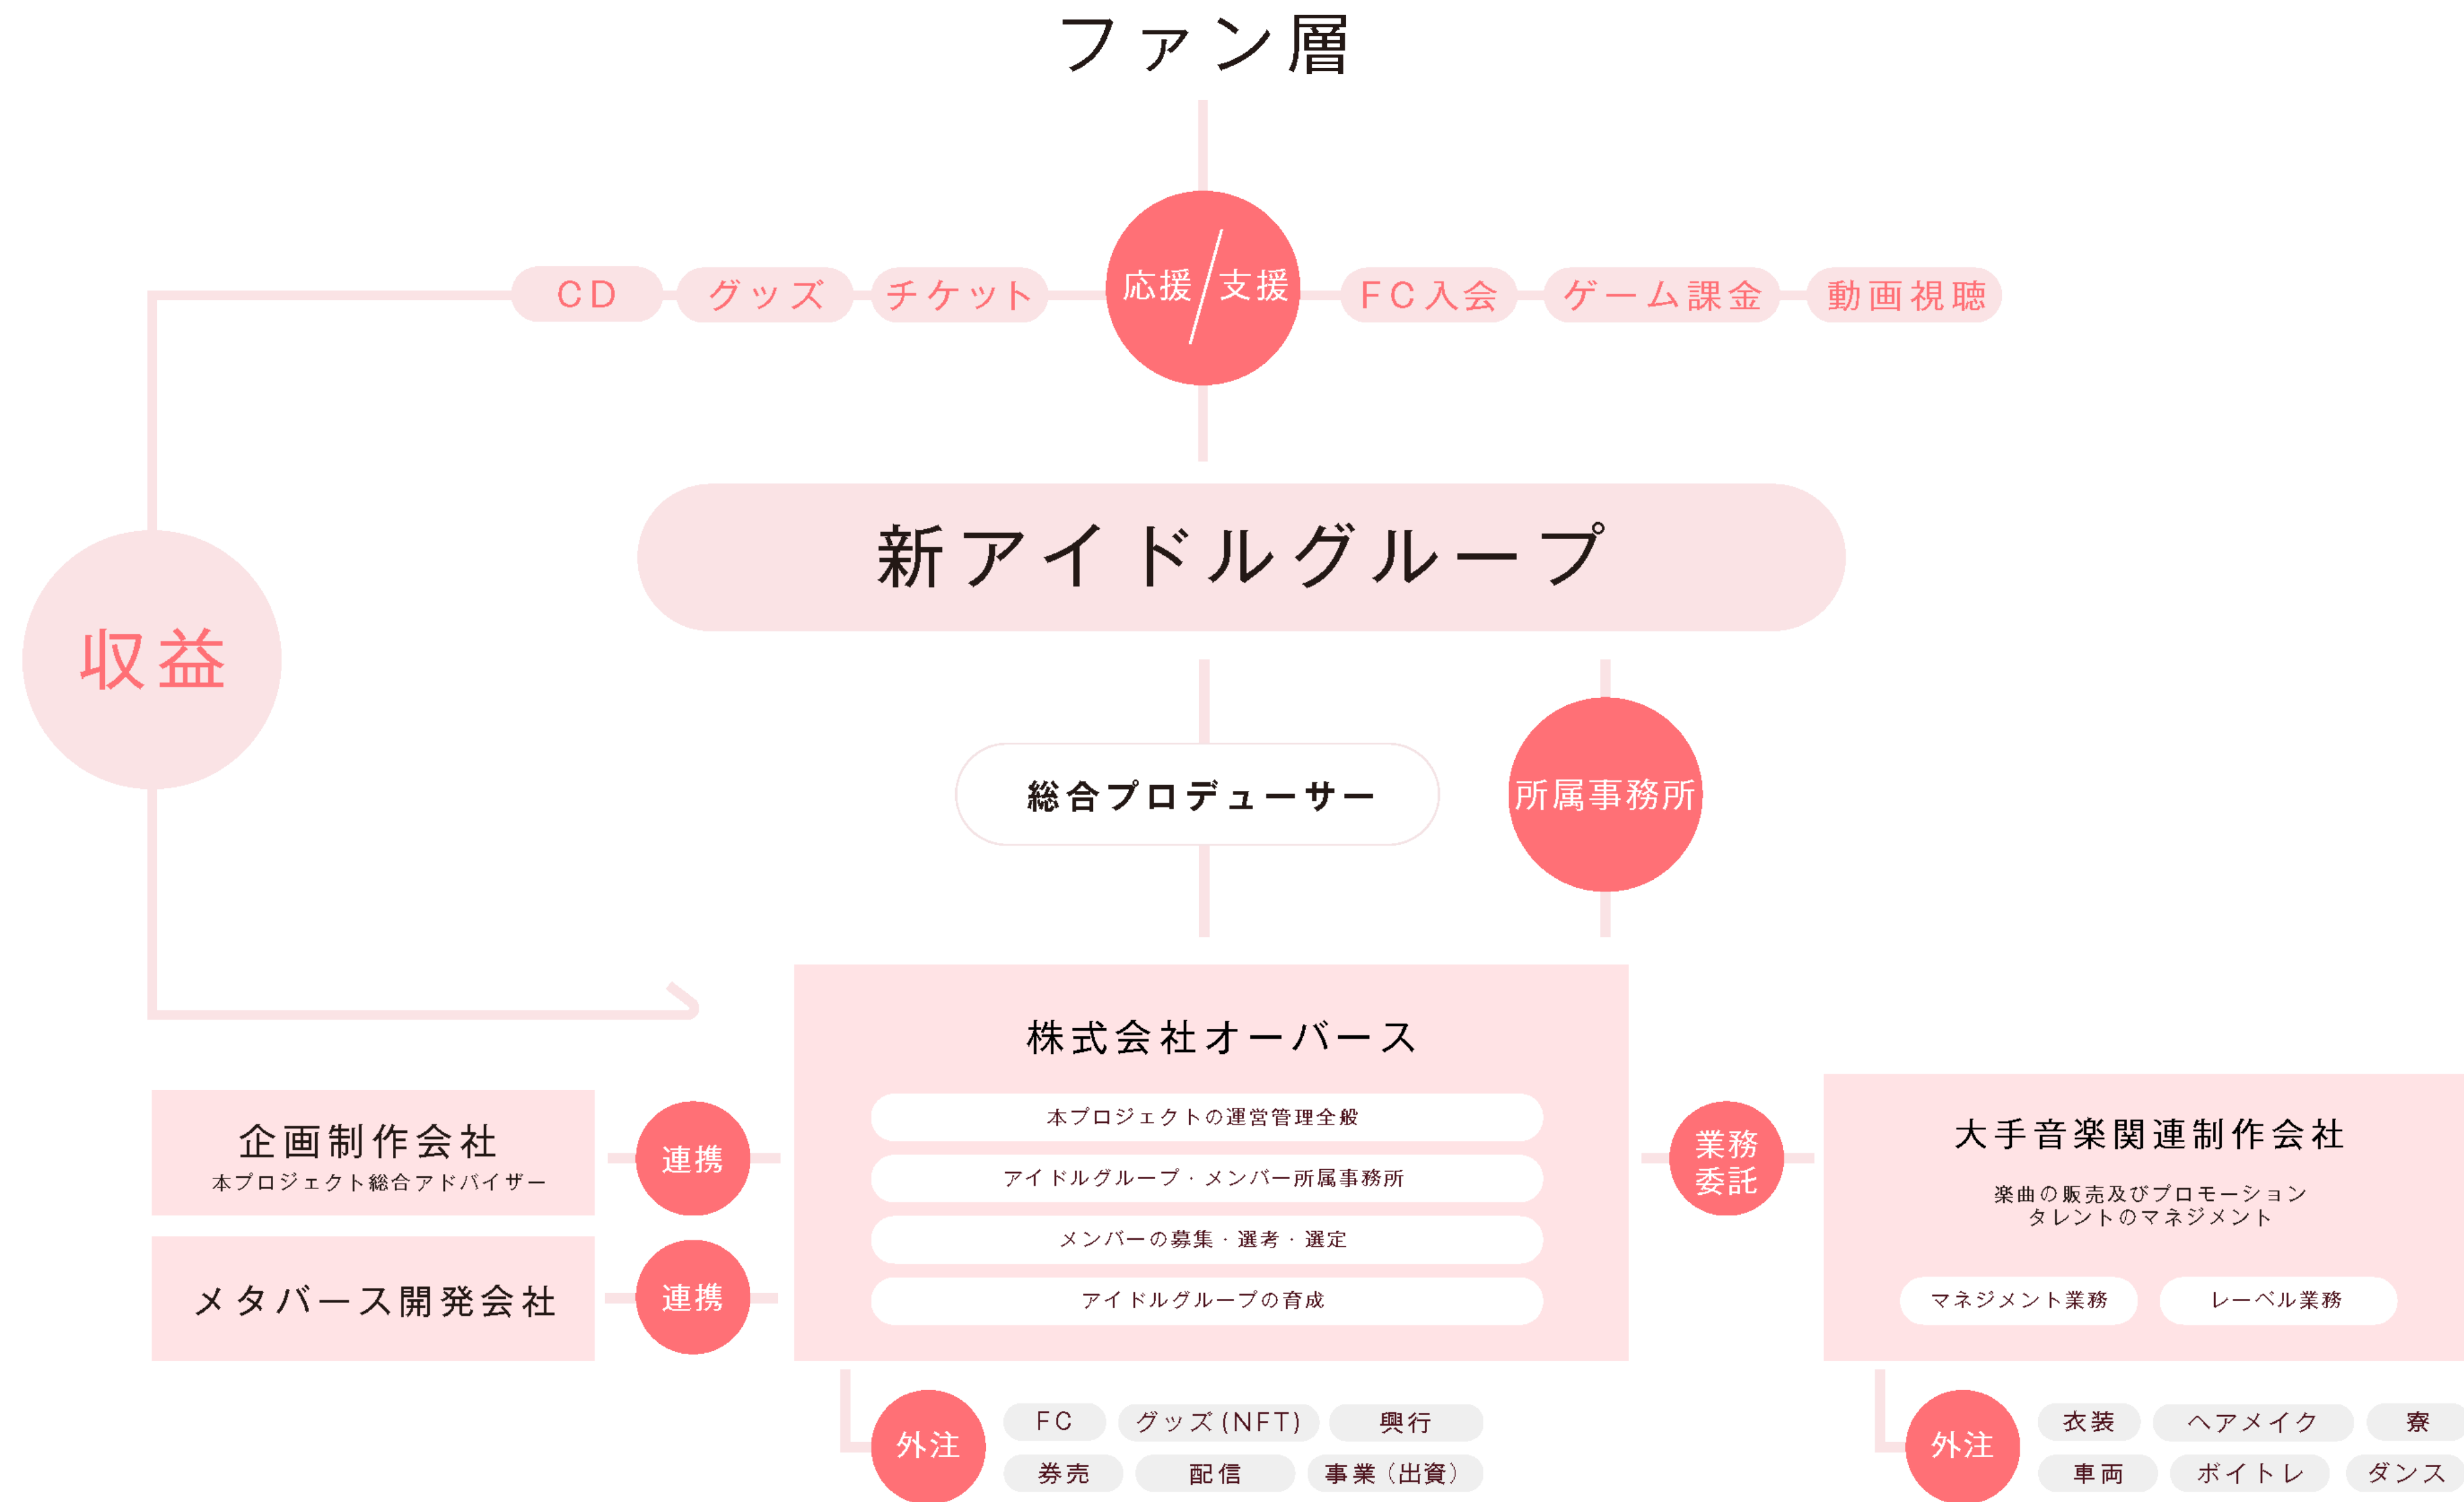 ファン層
CD
グッズ
チケット
応援/支援
FC入会
ゲーム課金
動画視聴
新アイドルグループ
収益
総合プロデューサー
所属事務所
株式会社オーバース
本プロジェクトの運営管理全般
アイドルグループ・メンバー所属事務所
メンバーの募集・選考・選定
アイドルグループの育成
企画制作会社
本プロジェクト総合アドバイザー
連携
メタバース開発会社
連携
業務
委託
大手音楽関連制作会社
楽曲の販売及びプロモーション
タレントのマネジメント
マネジメント業務
レーベル業務
外注
FC
グッズ(NFT)
興行
券売
配信
事業（出資）
外注
衣装
ヘアメイク
寮
車両
ボイトレ
ダンス